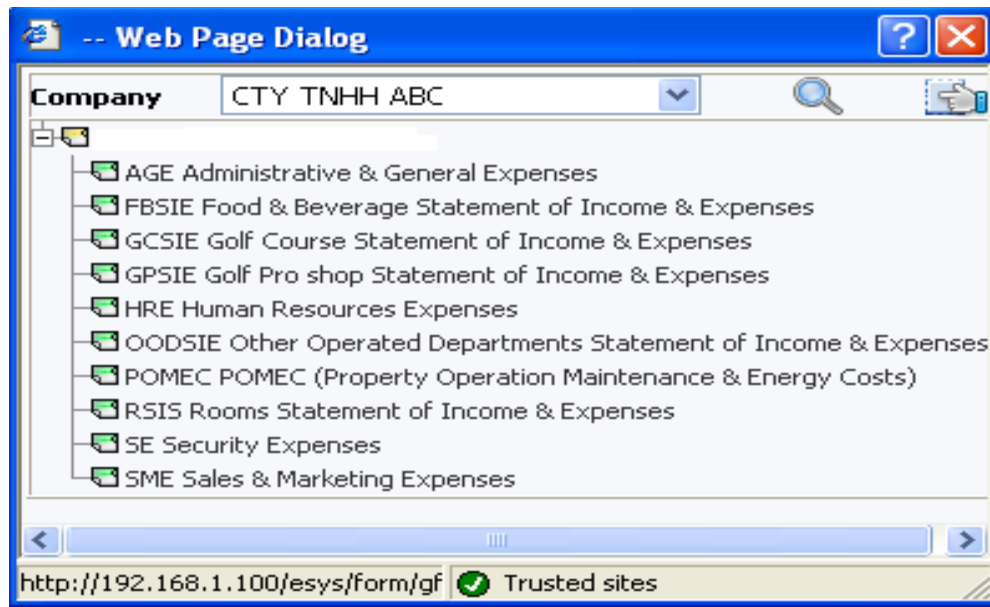 -- Web Page Dialog
Company CTY TNHH ABC
AGE Administrative & General Expenses
FBSIE Food & Beverage Statement of Income & Expenses
GCSIE Golf Course Statement of Income & Expenses
GPSIE Golf Pro shop Statement of Income & Expenses
HRE Human Resources Expenses
OODSIE Other Operated Departments Statement of Income & Expenses
POMEC POMEC (Property Operation Maintenance & Energy Costs)
RSIS Rooms Statement of Income & Expenses
SE Security Expenses
SME Sales & Marketing Expenses
http://192.168.1.100/esys/form/gf Trusted sites